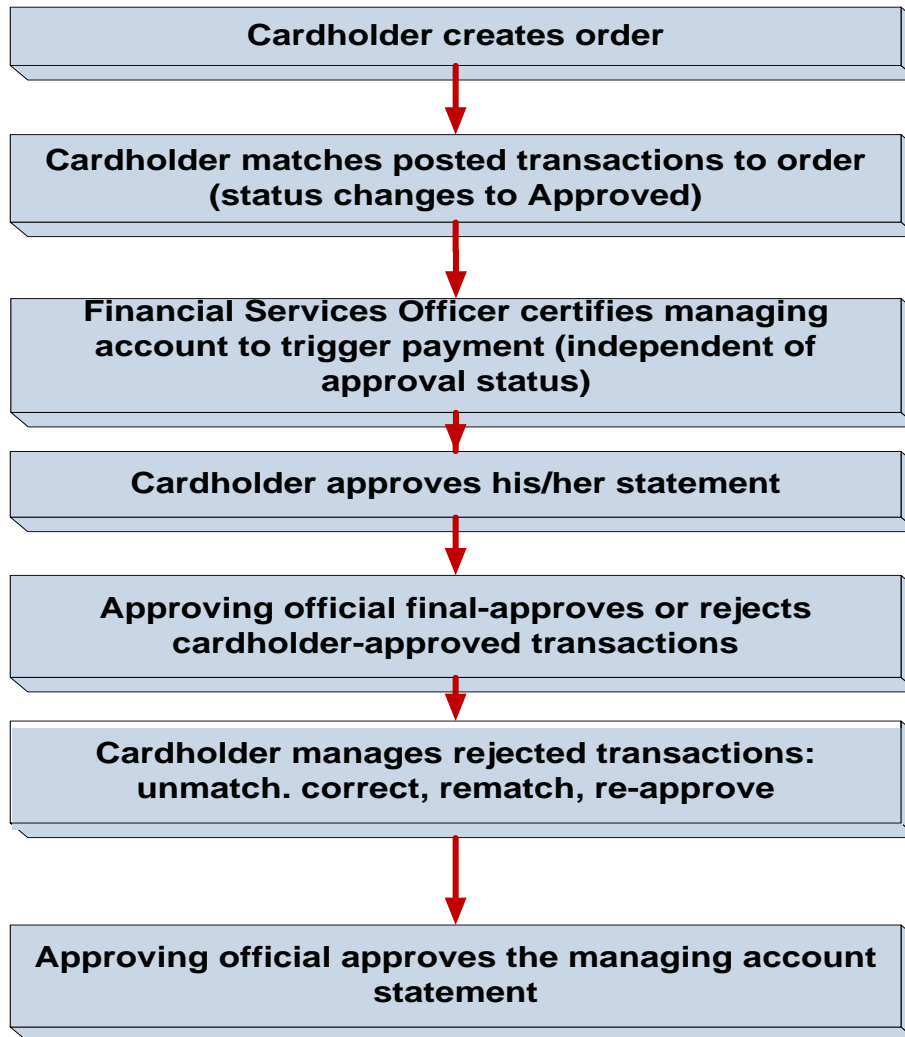 Cardholder creates order
Cardholder matches posted transactions to order
(status changes to Approved)
Financial Services Officer certifies managing
account to trigger payment (independent of
approval status)
Cardholder approves his/her statement
Approving official final-approves or rejects
cardholder-approved transactions
Cardholder manages rejected transactions:
unmatch. correct, rematch, re-approve
Approving official approves the managing account
statement